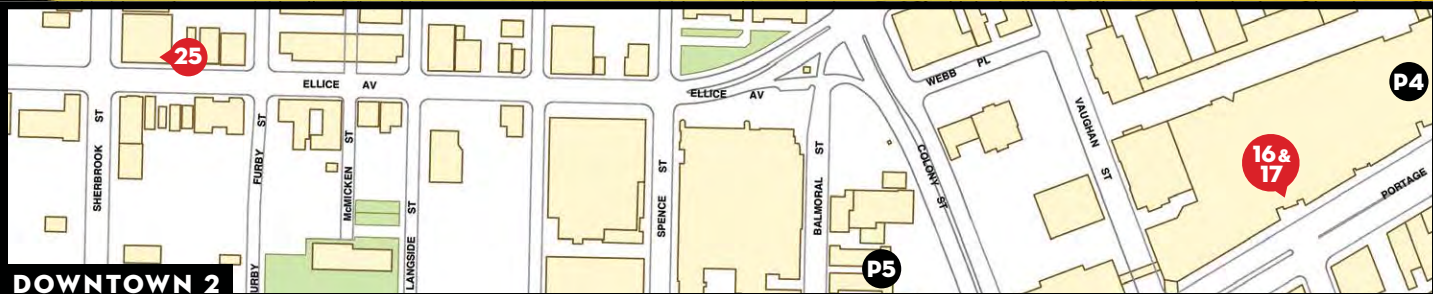 25
ELLICE AV
ELLICE AV
WEBB PL
P4
SHERBROOK ST
FURBY ST
McMICKEN ST
LANGSIDE ST
SPENCE ST
BALMORAL ST
COLONY ST
VAUGHAN ST
16 &
17
PORTAGE
P5
URBY
DOWNTOWN 2